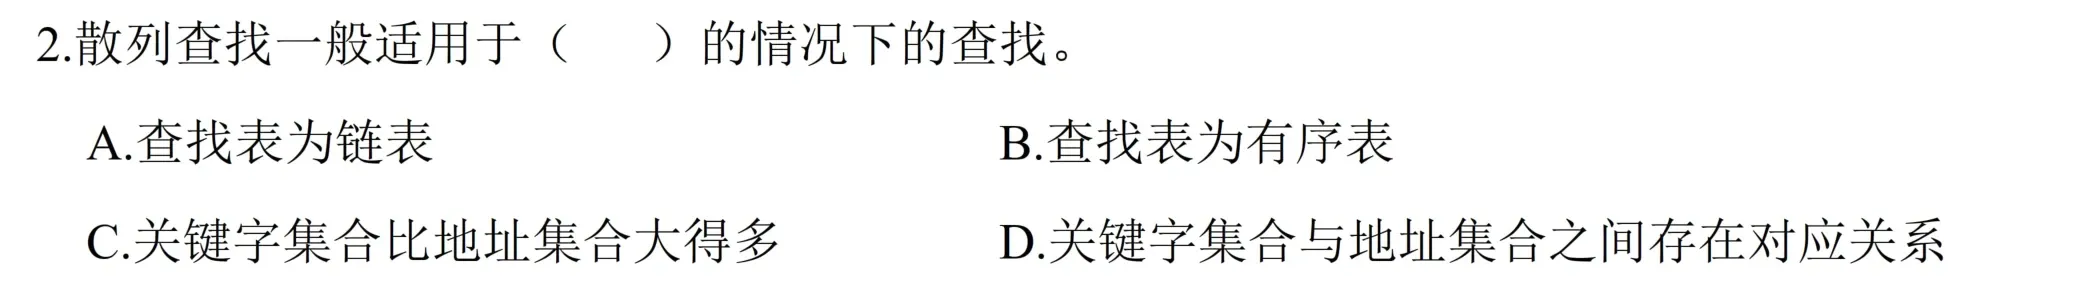 2.散列查找一般适用于（ ）的情况下的查找。
A.查找表为链表 B.查找表为有序表
C.关键字集合比地址集合大得多 D.关键字集合与地址集合之间存在对应关系